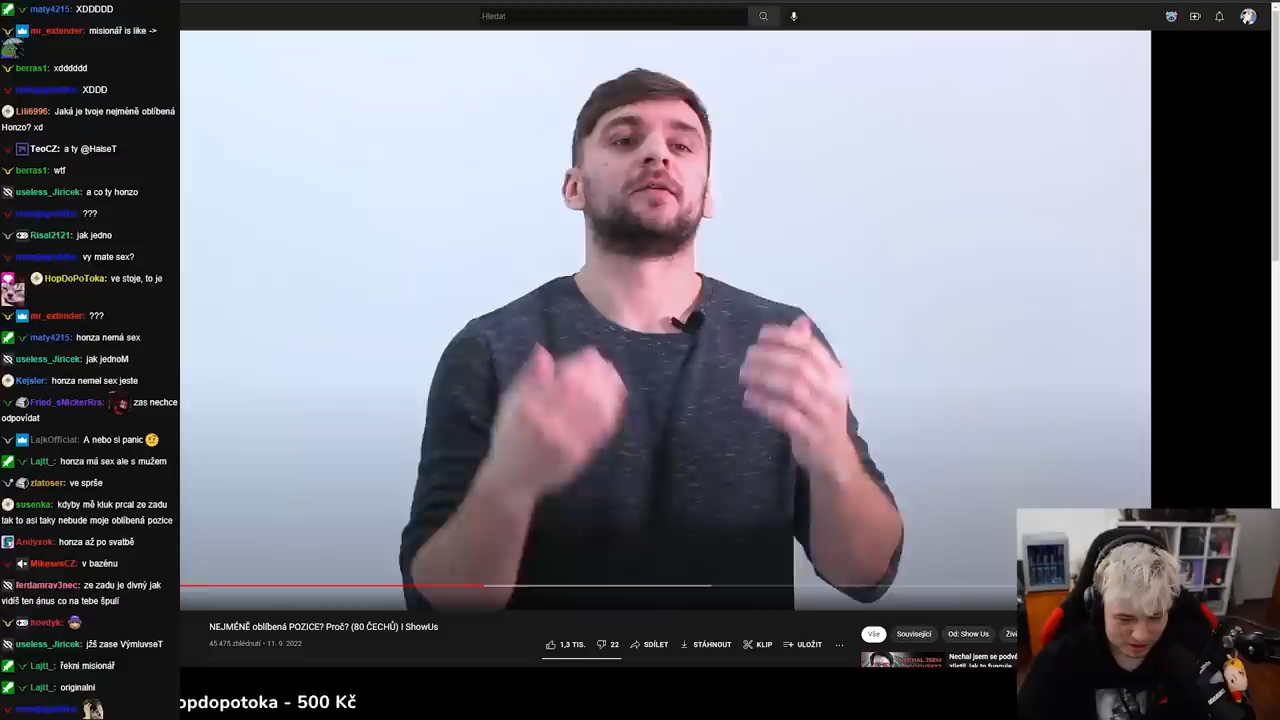 maty4215: XDDDDD
mr_extender: misionář is like ->
berras1: xdddddd
XDDD
Lili6996: Jaká je tvoje nejméně oblíbená
Honzo? xd
TeoCZ: a ty @HaiseT
berras1: wtf
useless_Jiricek: a co ty honzo
???
Risal2121: jak jedno
vy mate sex?
HopDoPoToka: ve stoje, to je
mr_extender: ???
maty4215: honza nemá sex
useless_Jiricek: jak jednoM
Kejsler: honza nemel sex jeste
Fried_sNickerRrs: zas nechce
odpovídat
LajkOfficial: A nebo si panic
Lajtt_: honza má sex ale s mužem
zlatoser: ve sprše
susenka: kdyby mě kluk prcal ze zadu
tak to asi taky nebude moje oblíbená pozice
Andyxok: honza až po svatbě
MikenesCZ: v bazénu
ferdamrav3nec: ze zadu je divný jak
vidíš ten ánus co na tebe špulí
hovdyk:
useless_Jiricek: jžš zase VýmluvseT
Lajtt_: řekni misionář
Lajtt_: originalni
Hledat
NEJMÉNĚ oblíbená POZICE? Proč? (80 ČECHŮ) I ShowUs
45 475 zhlédnutí • 11. 9. 2022
1,3 TIS.
22
SDÍLET
STÁHNOUT
KLIP
ULOŽIT
...
Vše
Související
Od: Show Us
Živ
Nechal jsem se podvé
opdopotoka - 500 Kč